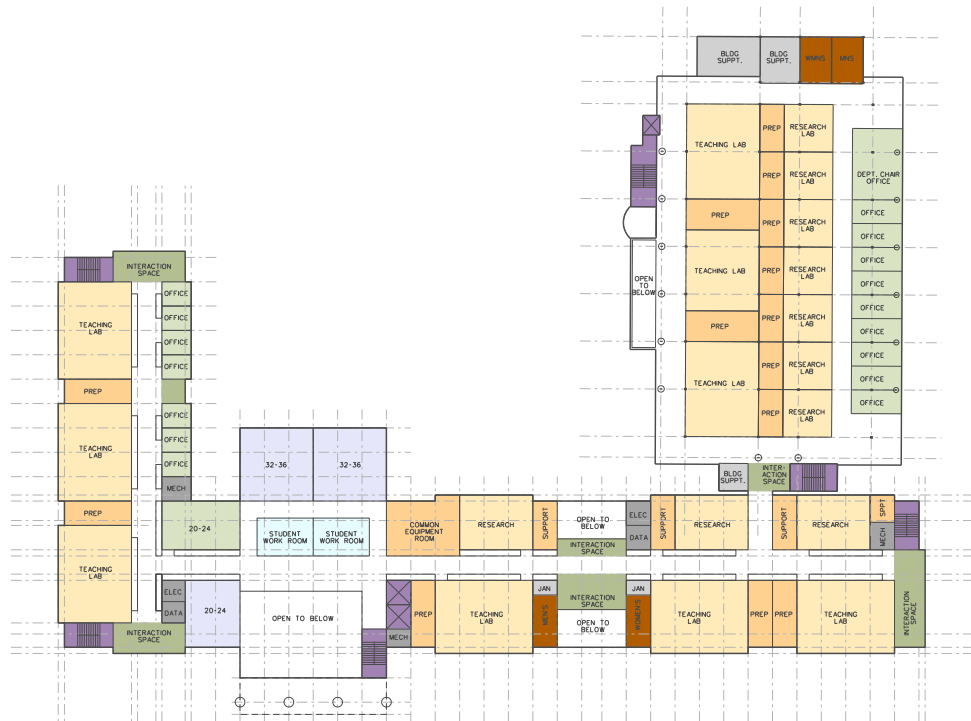 BLDG
SUPPT.
BLDG
SUPPT.
WMNS
MNS
TEACHING LAB
PREP
RESEARCH
LAB
PREP
RESEARCH
LAB
DEPT. CHAIR
OFFICE
PREP
PREP
RESEARCH
LAB
OFFICE
OFFICE
TEACHING LAB
PREP
RESEARCH
LAB
OFFICE
OFFICE
OPEN
TO
BELOW
PREP
PREP
RESEARCH
LAB
OFFICE
OFFICE
TEACHING LAB
PREP
RESEARCH
LAB
OFFICE
OFFICE
PREP
RESEARCH
LAB
OFFICE
BLDG
SUPPT.
INTER-
ACTION
SPACE
INTERACTION
SPACE
TEACHING
LAB
OFFICE
OFFICE
OFFICE
OFFICE
PREP
TEACHING
LAB
OFFICE
OFFICE
OFFICE
MECH
32-36
32-36
PREP
20-24
STUDENT
WORK ROOM
STUDENT
WORK ROOM
COMMON
EQUIPMENT
ROOM
RESEARCH
SUPPORT
OPEN TO
BELOW
INTERACTION
SPACE
ELEC
DATA
SUPPORT
RESEARCH
SUPPORT
RESEARCH
SPPT
MECH
TEACHING
LAB
ELEC
DATA
20-24
OPEN TO BELOW
MECH
PREP
TEACHING
LAB
JAN
MEN'S
INTERACTION
SPACE
OPEN TO
BELOW
JAN
WOMEN'S
TEACHING
LAB
PREP
PREP
TEACHING
LAB
INTERACTION
SPACE
INTERACTION
SPACE